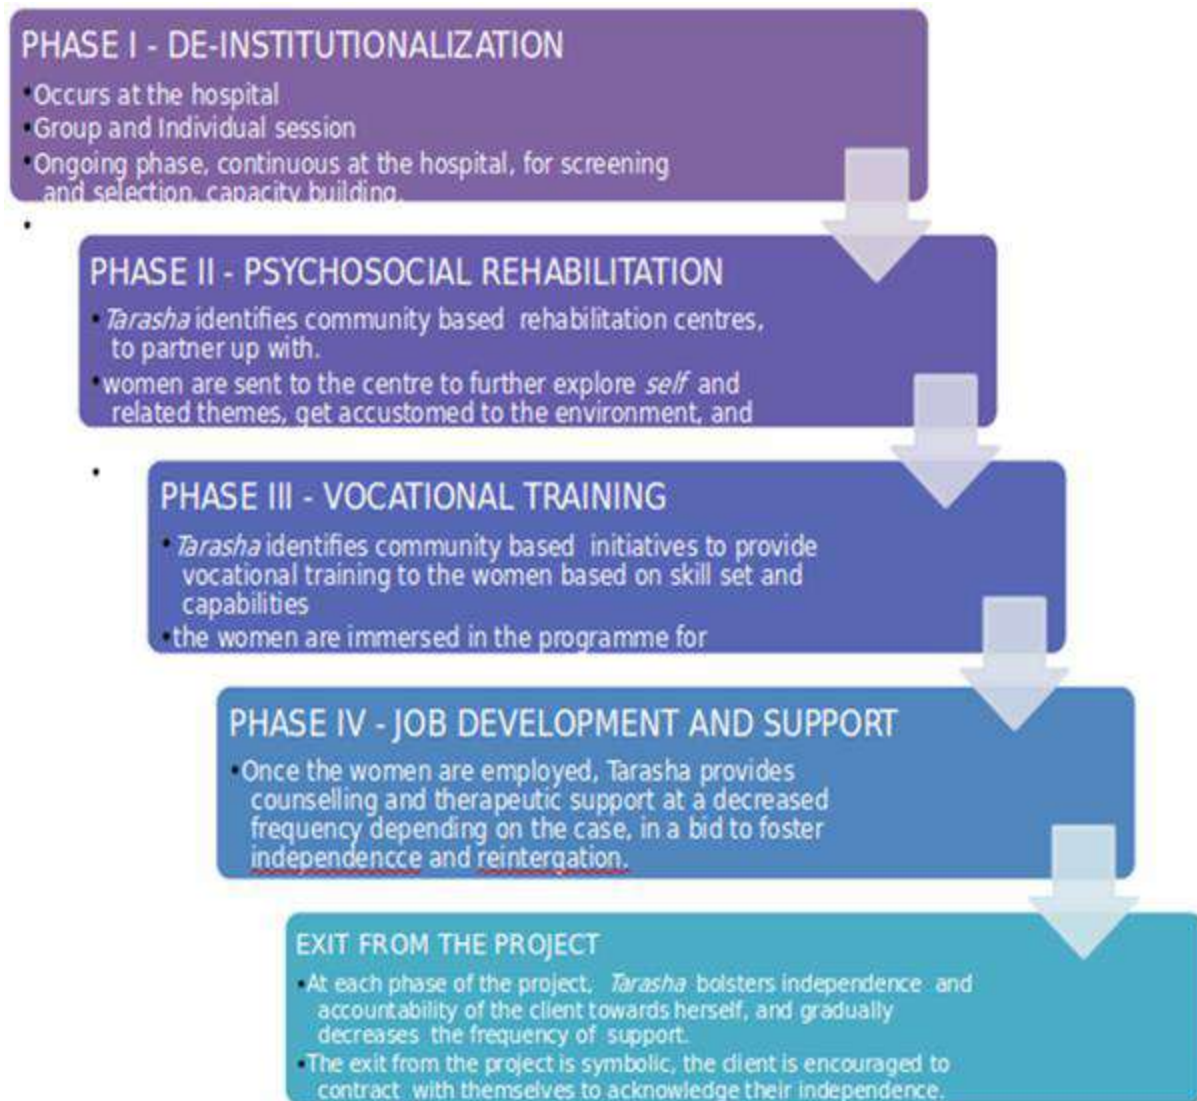 PHASE I - DE-INSTITUTIONALIZATION
•Occurs at the hospital
•Group and Individual session
•Ongoing phase, continuous at the hospital, for screening
and selection, capacity building.
•
PHASE II - PSYCHOSOCIAL REHABILITATION
•Tarasha identifies community based rehabilitation centres,
to partner up with.
•women are sent to the centre to further explore self and
related themes, get accustomed to the environment, and
•
PHASE III - VOCATIONAL TRAINING
•Tarasha identifies community based initiatives to provide
vocational training to the women based on skill set and
capabilities
•the women are immersed in the programme for
PHASE IV - JOB DEVELOPMENT AND SUPPORT
•Once the women are employed, Tarasha provides
counselling and therapeutic support at a decreased
frequency depending on the case, in a bid to foster
independencce and reintergation.
EXIT FROM THE PROJECT
•At each phase of the project, Tarasha bolsters independence and
accountability of the client towards herself, and gradually
decreases the frequency of support.
•The exit from the project is symbolic, the client is encouraged to
contract with themselves to acknowledge their independence.